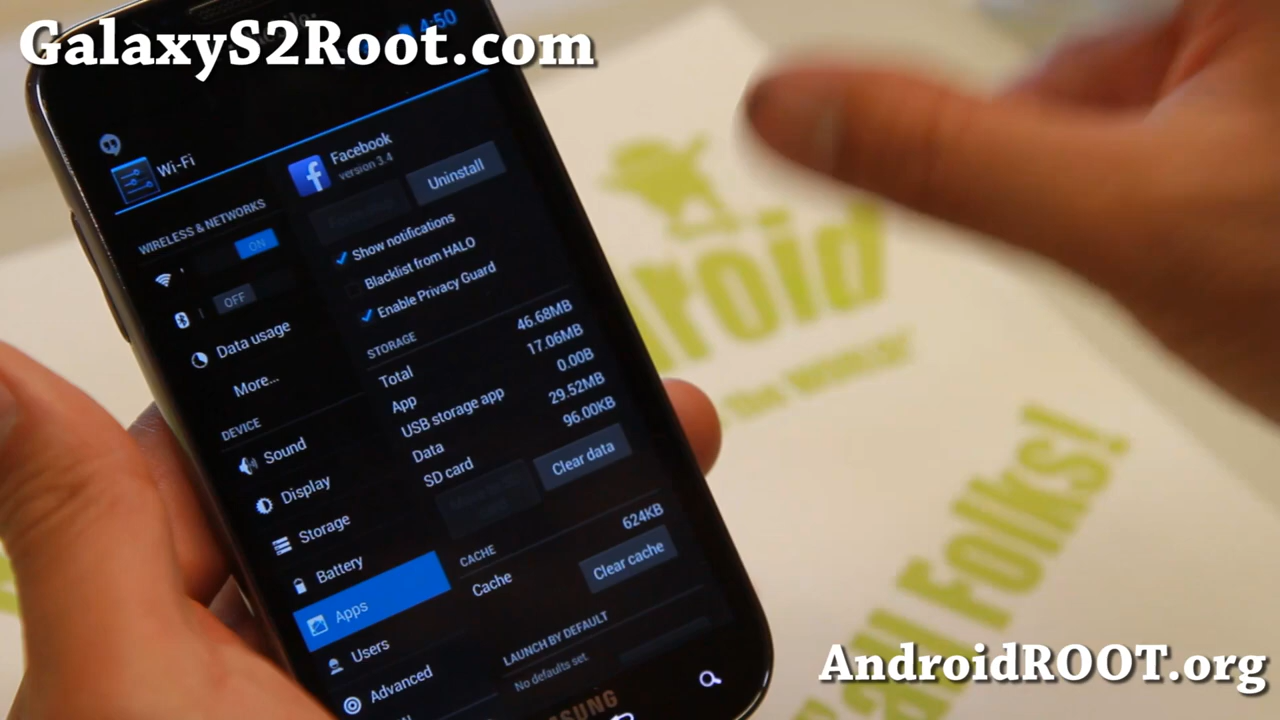 GalaxyS2Root.com
4:50
Wi-Fi
WIRELESS & NETWORKS
ON
OFF
Data usage
More...
DEVICE
Sound
Display
Storage
Battery
Apps
Users
Advanced
Facebook
version 3.4
Uninstall
Show notifications
Blacklist from HALO
Enable Privacy Guard
STORAGE
Total 46.68MB
App 17.06MB
USB storage app 0.00B
Data 29.52MB
SD card 96.00KB
Clear data
CACHE
Cache 624KB
Clear cache
LAUNCH BY DEFAULT
No defaults set.
SUNG
Folks!
AndroidROOT.org